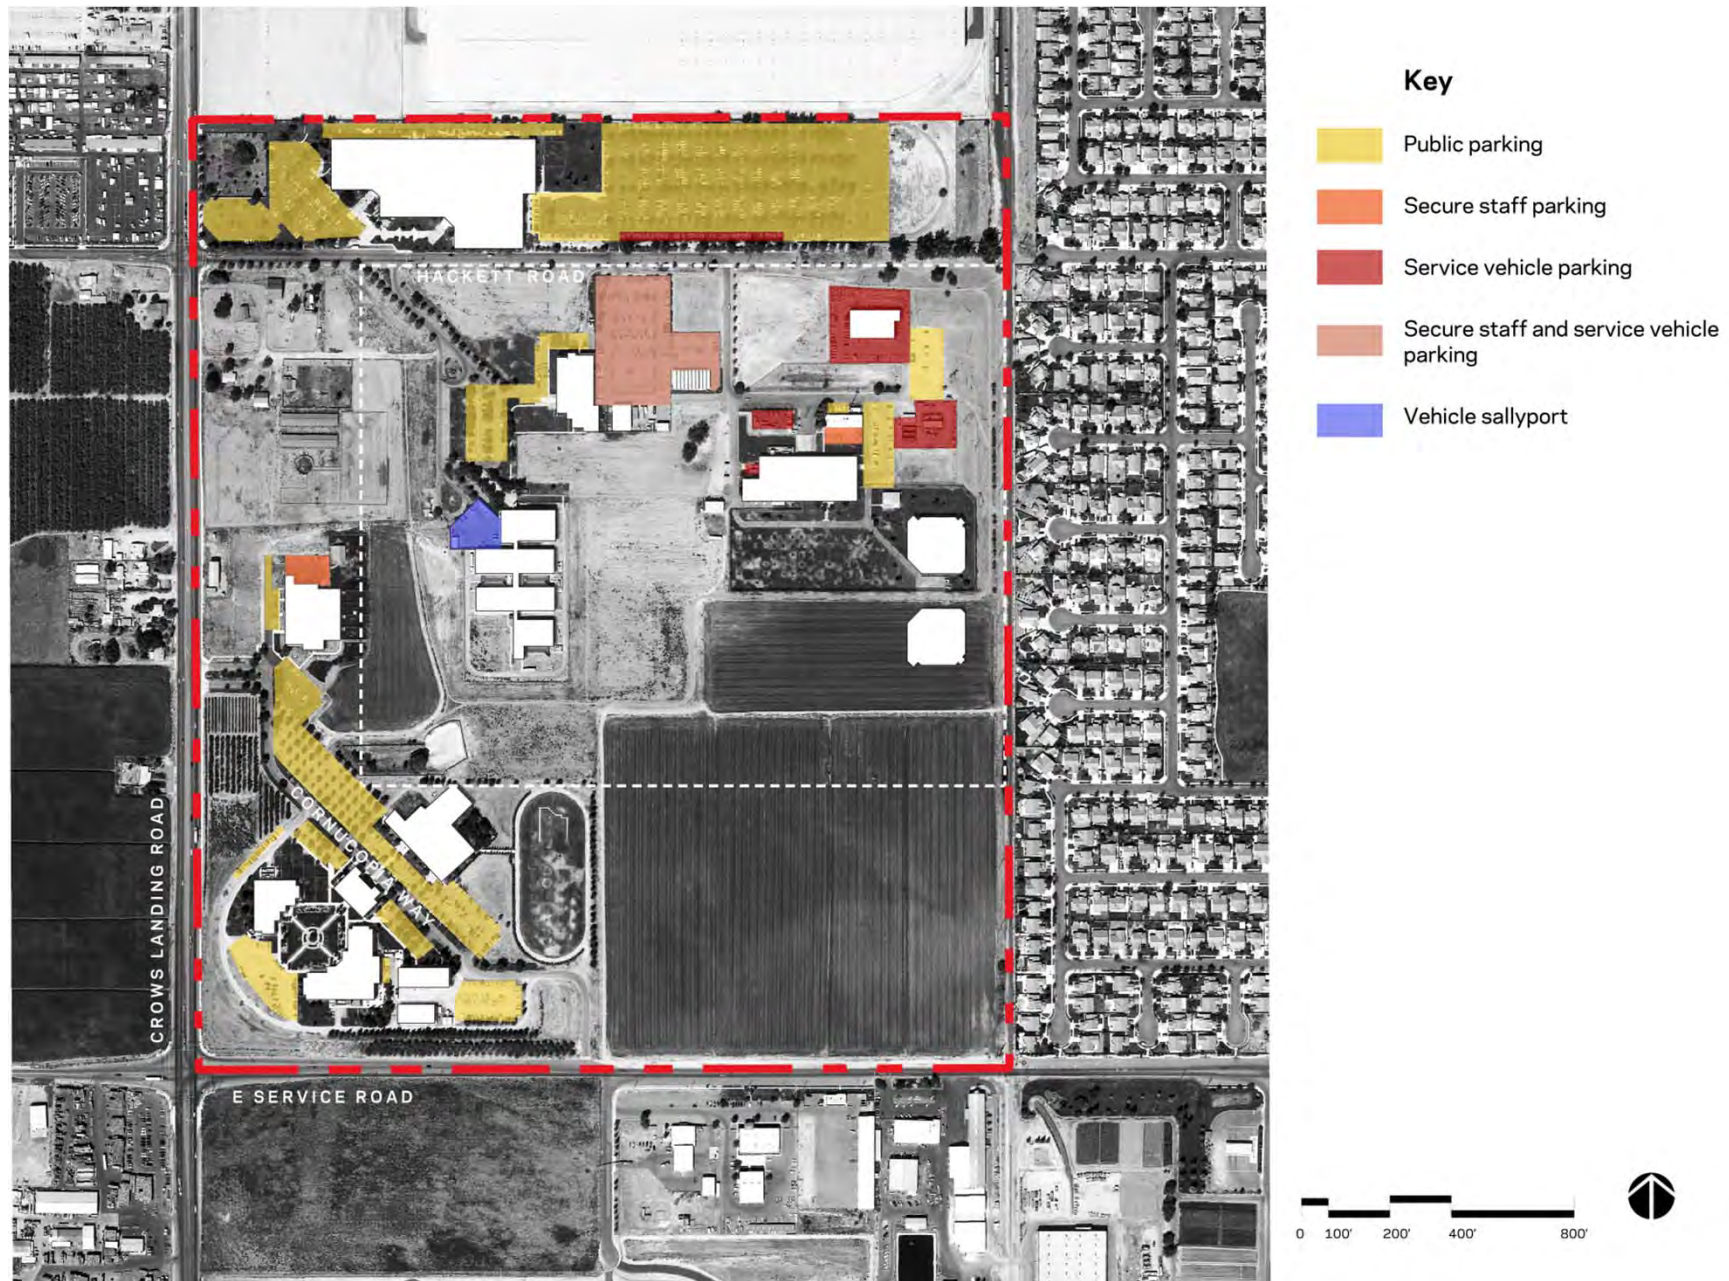 Key
Public parking
Secure staff parking
Service vehicle parking
Secure staff and service vehicle
parking
Vehicle sallyport
HACKETT ROAD
CORNUCOPIA WAY
CROWS LANDING ROAD
E SERVICE ROAD
0 100' 200' 400' 800'